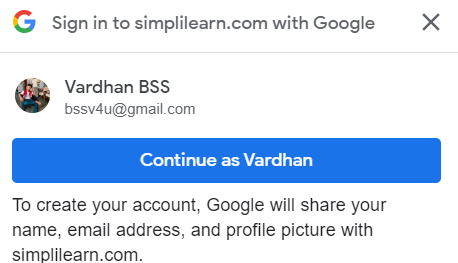 Sign in to simplilearn.com with Google
Vardhan BSS
bssv4u@gmail.com
Continue as Vardhan
To create your account, Google will share your
name, email address, and profile picture with
simplilearn.com.